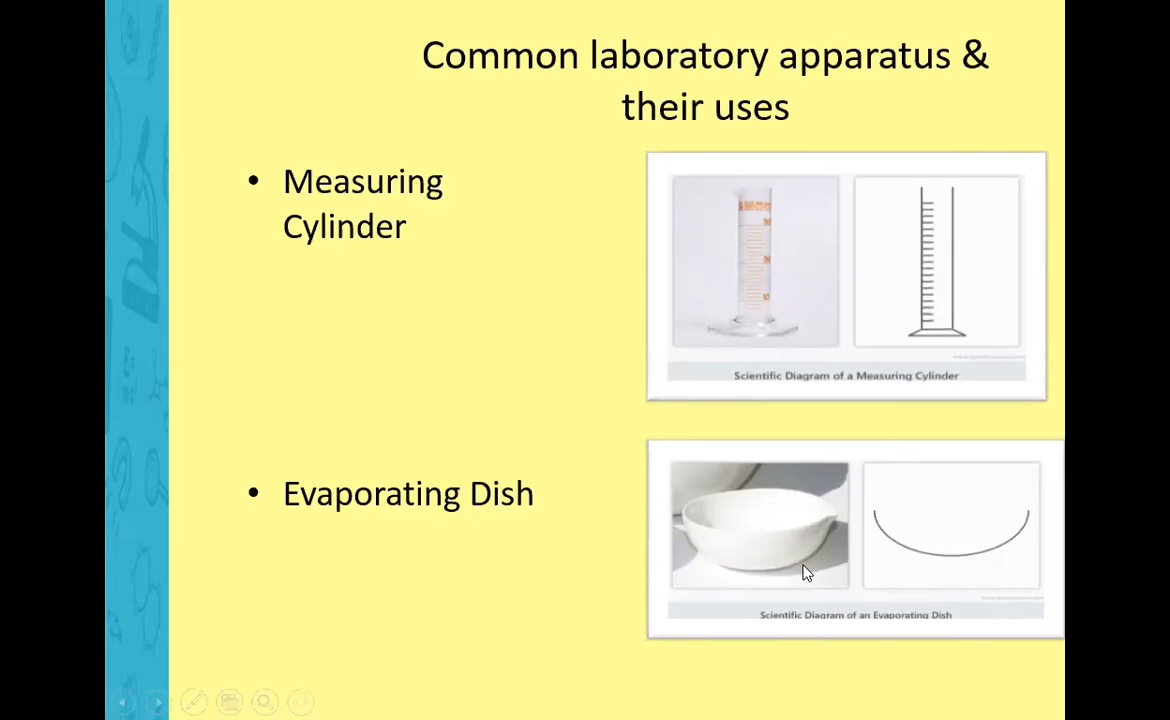 Common laboratory apparatus &
their uses
• Measuring
Cylinder
Scientific Diagram of a Measuring Cylinder
• Evaporating Dish
Scientific Diagram of an Evaporating Dish